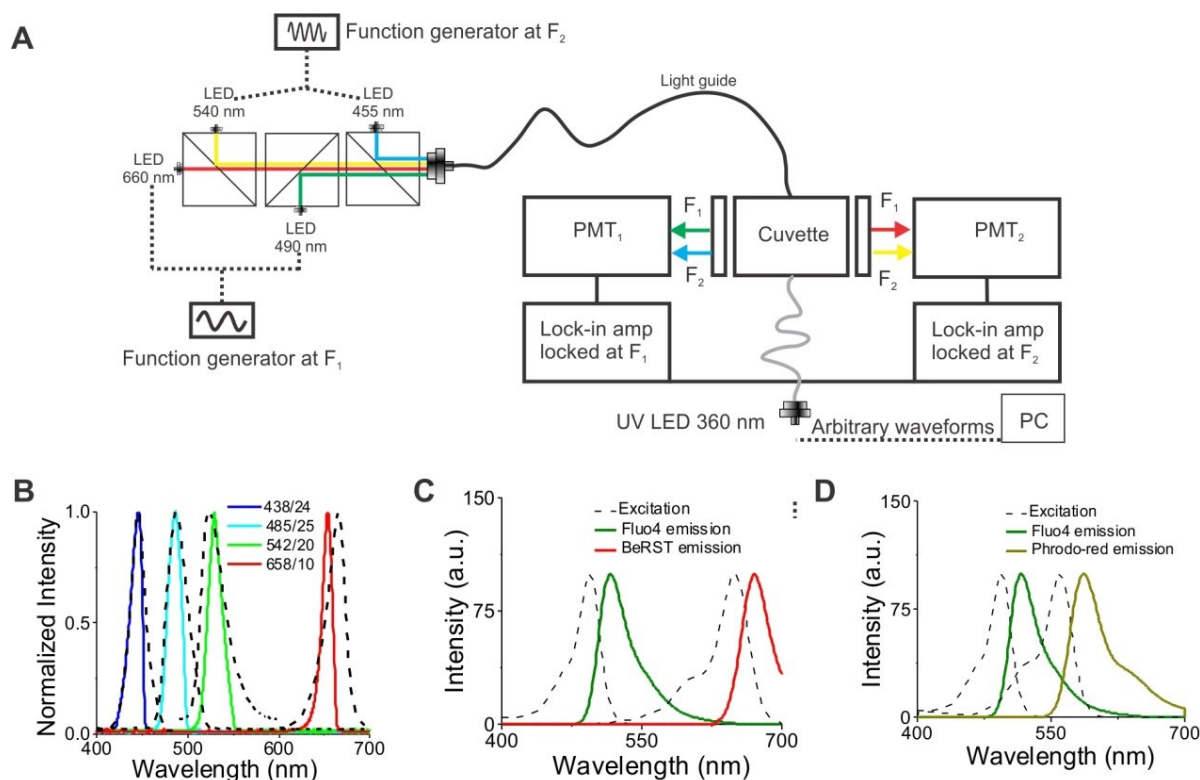 A
Function generator at F₂
LED
540 nm
LED
455 nm
LED
660 nm
LED
490 nm
Function generator at F₁
Light guide
PMT₁
F₁
F₂
Cuvette
F₁
F₂
PMT₂
Lock-in amp
locked at F₁
Lock-in amp
locked at F₂
UV LED 360 nm
Arbitrary waveforms
PC
B
1.0
0.5
0.0
Normalized Intensity
438/24
485/25
542/20
658/10
400 500 600 700
Wavelength (nm)
C
150
75
0
Intensity (a.u.)
Excitation
Fluo4 emission
BeRST emission
400 550 700
Wavelength (nm)
D
150
75
0
Intensity (a.u.)
Excitation
Fluo4 emission
Phrodo-red emission
400 550 700
Wavelength (nm)